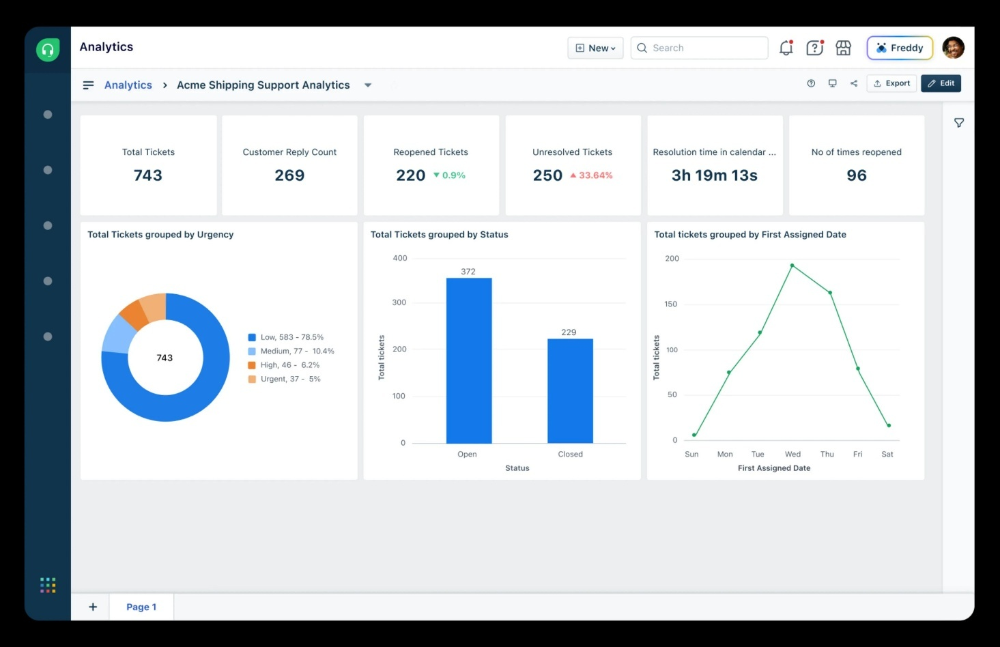 Analytics
New
Search
Freddy
Analytics > Acme Shipping Support Analytics
Export
Edit
Total Tickets
743
Customer Reply Count
269
Reopened Tickets
220 ▼ 0.9%
Unresolved Tickets
250 ▲ 33.64%
Resolution time in calendar ...
3h 19m 13s
No of times reopened
96
Total Tickets grouped by Urgency
743
Low, 583 - 78.5%
Medium, 77 - 10.4%
High, 46 - 6.2%
Urgent, 37 - 5%
Total Tickets grouped by Status
Total tickets
400
300
200
100
0
372
229
Open
Closed
Status
Total tickets grouped by First Assigned Date
Total tickets
200
150
100
50
0
Sun Mon Tue Wed Thu Fri Sat
First Assigned Date
+ Page 1